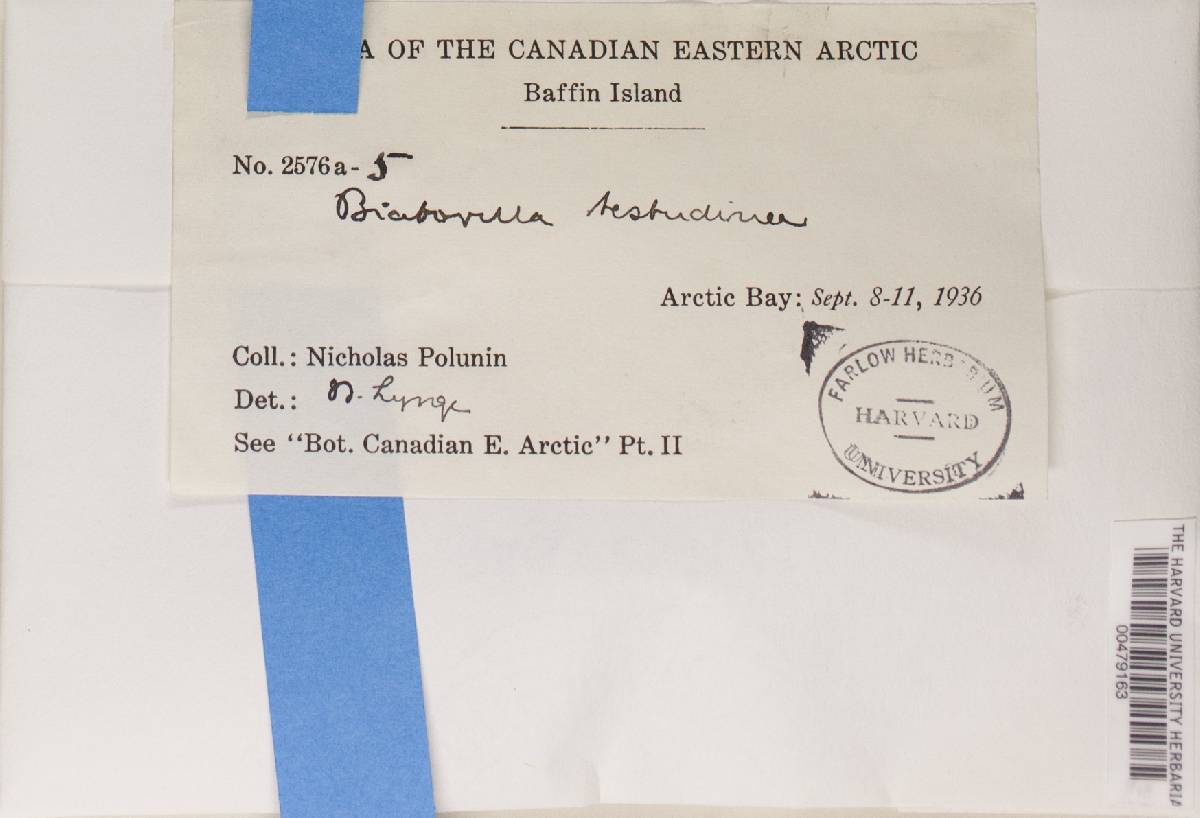 A OF THE CANADIAN EASTERN ARCTIC
Baffin Island
No. 2576a-5
Biatorella testudinea
Arctic Bay: Sept. 8-11, 1936
Coll.: Nicholas Polunin
Det.: B. Lynge
See “Bot. Canadian E. Arctic” Pt. II
FARLOW HERBARIUM
HARVARD
UNIVERSITY
THE HARVARD UNIVERSITY HERBARIA
00479163